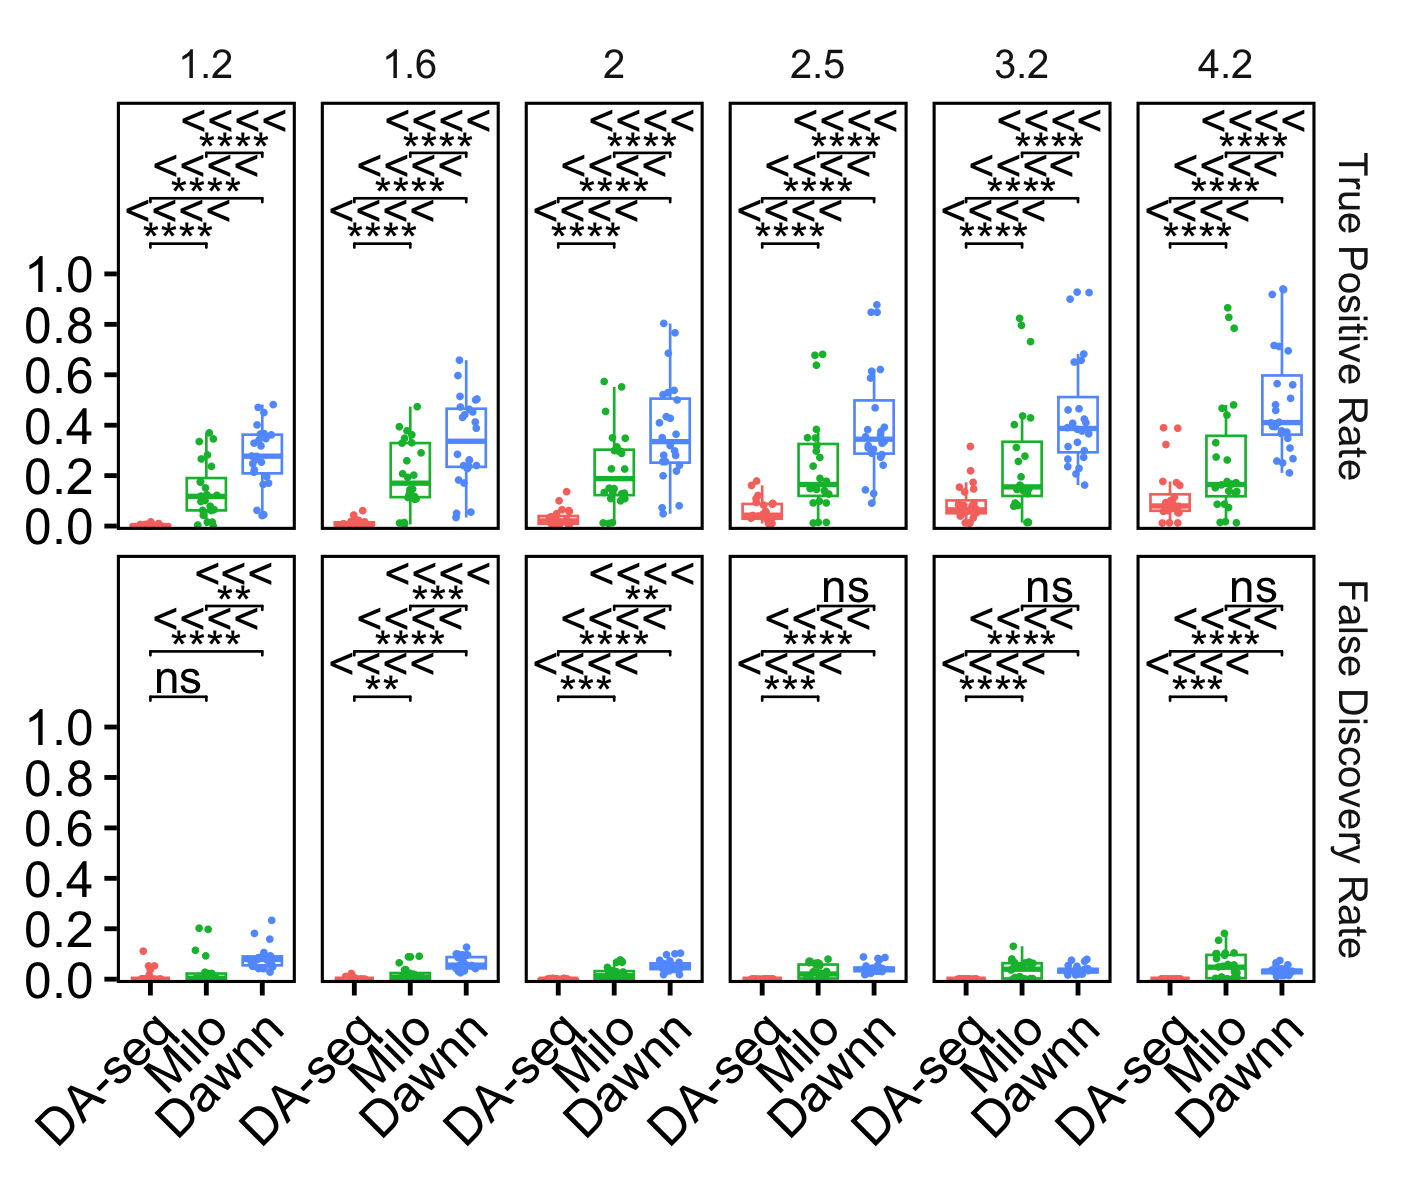 1.2 1.6 2 2.5 3.2 4.2
<<<< <<<< <<<< <<<< <<<< <<<<
**** **** **** **** **** ****
<<<< <<<< <<<< <<<< <<<< <<<<
**** **** **** **** **** ****
<<<< <<<< <<<< <<<< <<<< <<<<
**** **** **** **** **** ****
1.0
0.8
0.6
0.4
0.2
0.0
True Positive Rate
<<< <<<< <<<< ns ns ns
** *** **
<<<< <<<< <<<< <<<< <<<< <<<<
**** **** **** **** **** ****
ns <<<< <<<< <<<< <<<< <<<<
** *** *** **** ***
1.0
0.8
0.6
0.4
0.2
0.0
False Discovery Rate
DA-seq Milo Dawnn DA-seq Milo Dawnn DA-seq Milo Dawnn DA-seq Milo Dawnn DA-seq Milo Dawnn DA-seq Milo Dawnn